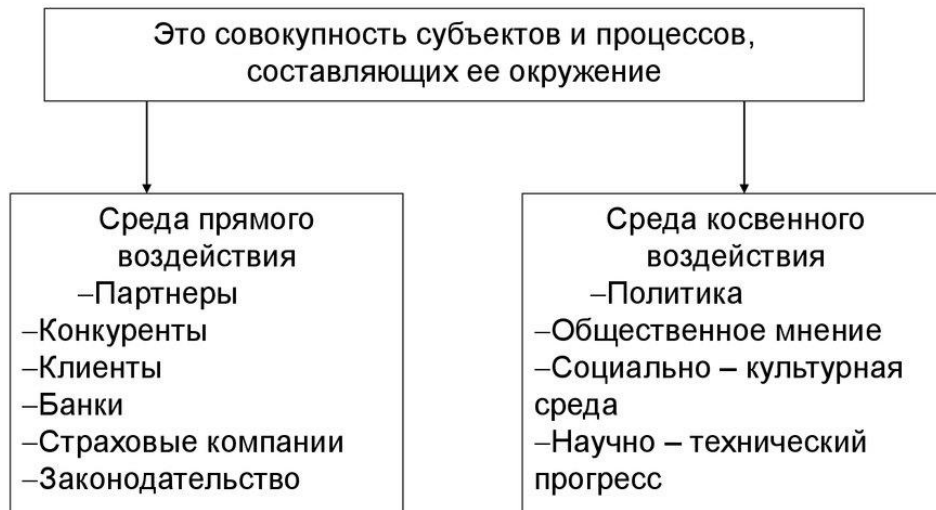 Это совокупность субъектов и процессов,
составляющих ее окружение
Среда прямого
воздействия
–Партнеры
–Конкуренты
–Клиенты
–Банки
–Страховые компании
–Законодательство
Среда косвенного
воздействия
–Политика
–Общественное мнение
–Социально – культурная
среда
–Научно – технический
прогресс